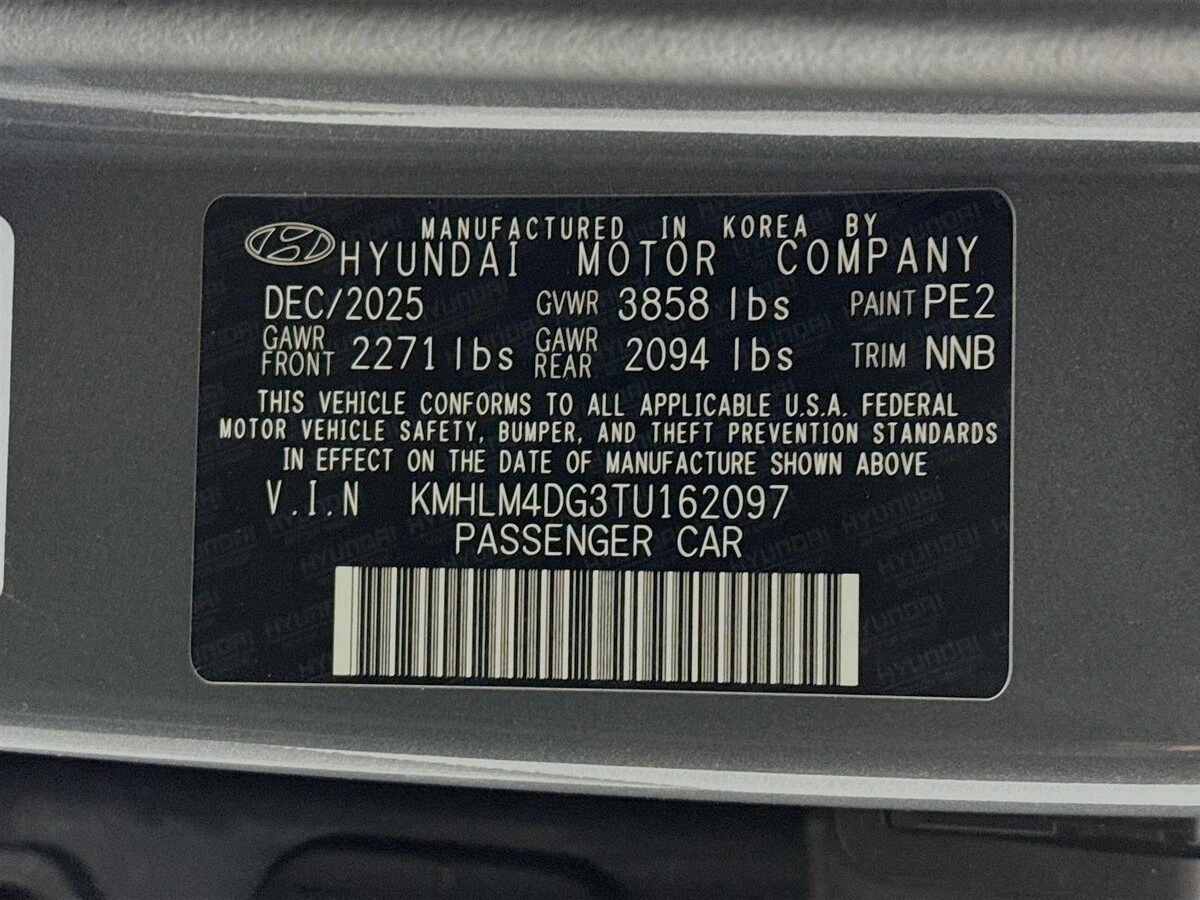 MANUFACTURED IN KOREA BY
HYUNDAI MOTOR COMPANY
DEC/2025 GVWR 3858 lbs PAINT PE2
GAWR FRONT 2271 lbs GAWR REAR 2094 lbs TRIM NNB
THIS VEHICLE CONFORMS TO ALL APPLICABLE U.S.A. FEDERAL
MOTOR VEHICLE SAFETY, BUMPER, AND THEFT PREVENTION STANDARDS
IN EFFECT ON THE DATE OF MANUFACTURE SHOWN ABOVE
V.I.N KMHLM4DG3TU162097
PASSENGER CAR